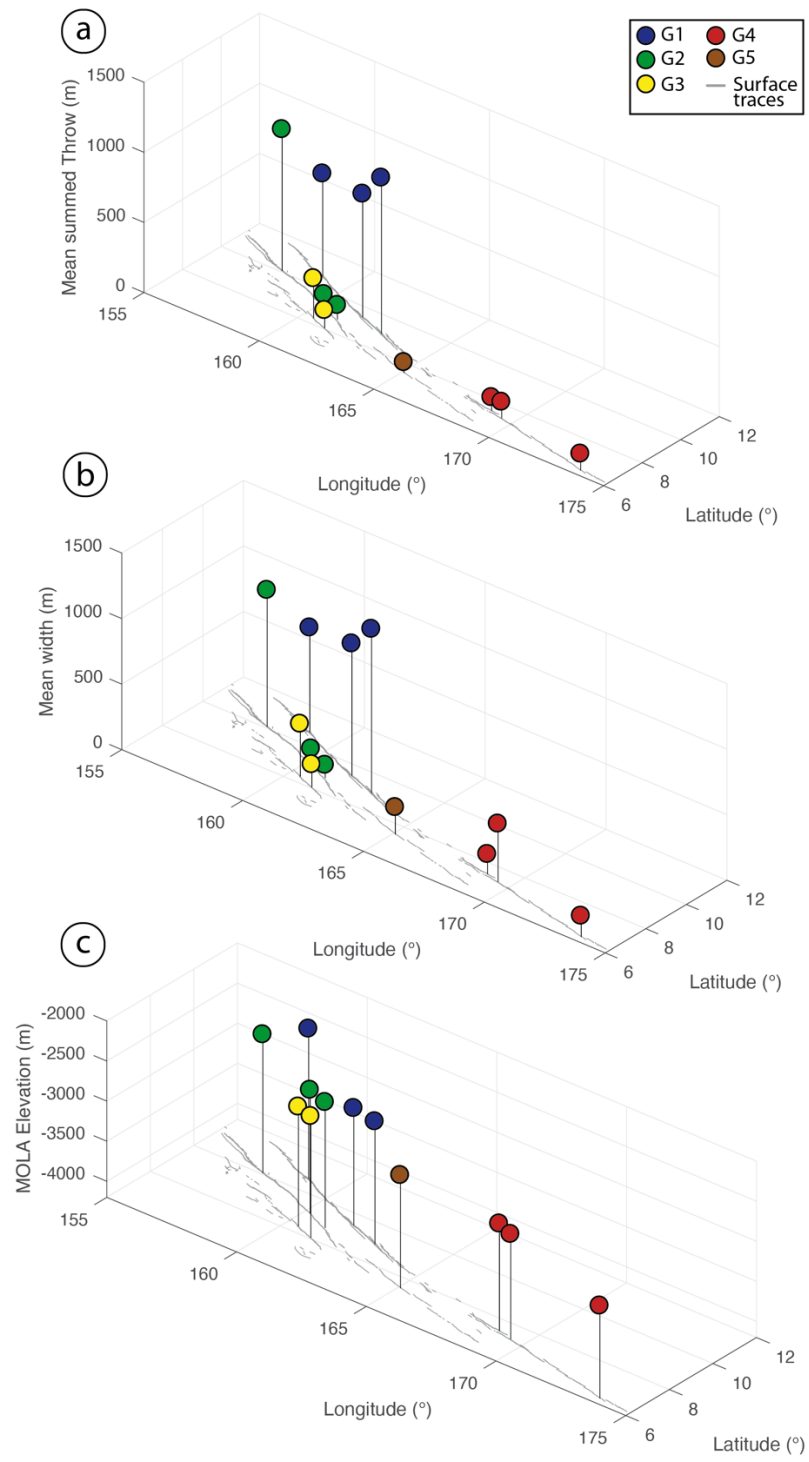 a
G1
G4
G2
G5
G3
Surface
traces
Mean summed Throw (m)
1500
1000
500
0
155
160
165
170
175
Longitude (°)
6
8
10
12
Latitude (°)
b
Mean width (m)
1500
1000
500
0
155
160
165
170
175
Longitude (°)
6
8
10
12
Latitude (°)
c
MOLA Elevation (m)
-2000
-2500
-3000
-3500
-4000
155
160
165
170
175
Longitude (°)
6
8
10
12
Latitude (°)